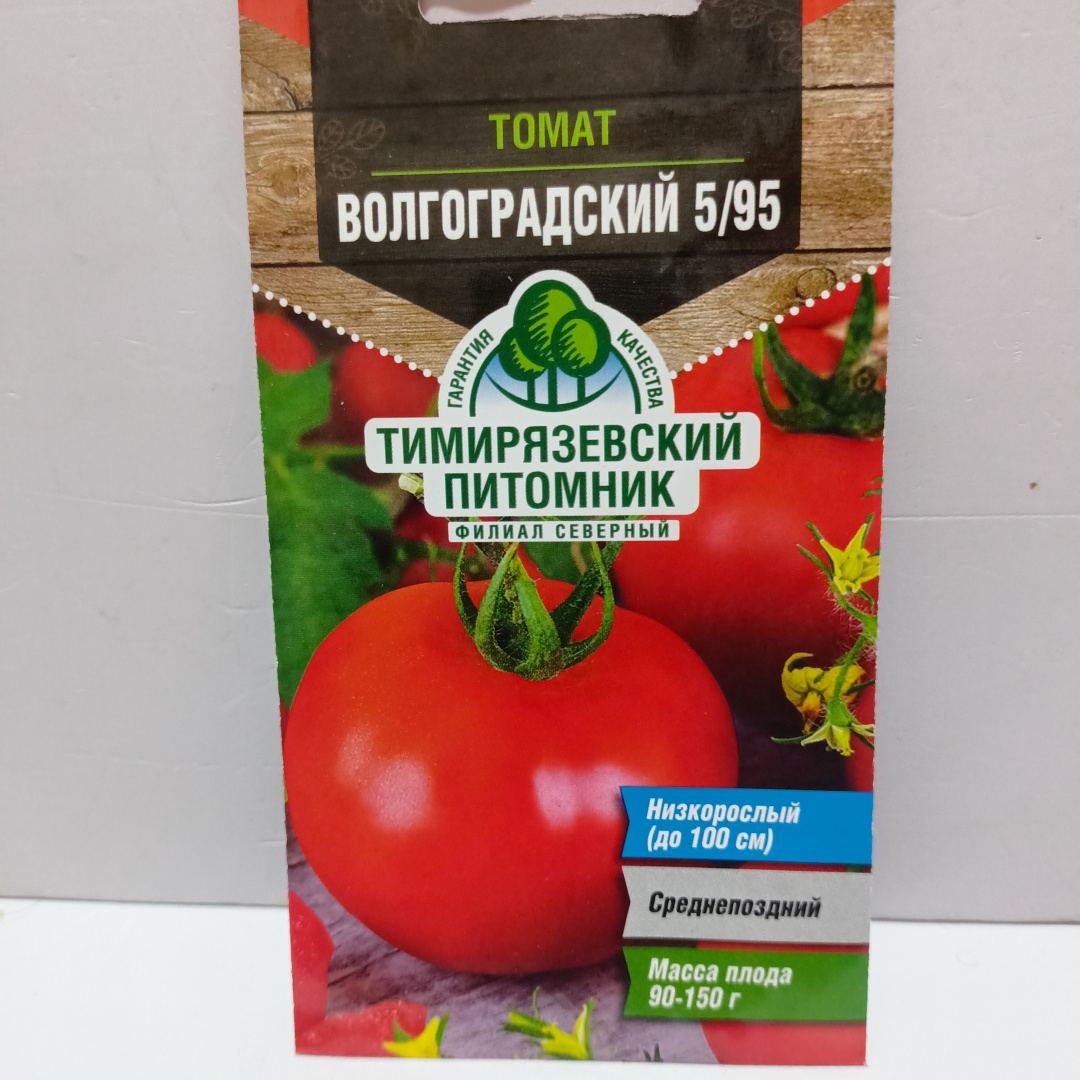 ТОМАТ
ВОЛГОГРАДСКИЙ 5/95
ГАРАНТИЯ КАЧЕСТВА
ТИМИРЯЗЕВСКИЙ
ПИТОМНИК
ФИЛИАЛ СЕВЕРНЫЙ
Низкорослый
(до 100 см)
Среднепоздний
Масса плода
90-150 г